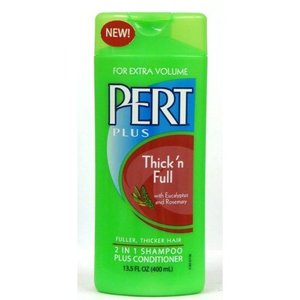 NEW!
FOR EXTRA VOLUME
PERT
PLUS
Thick'n
Full
with Eucalyptus
and Rosemary
FULLER, THICKER HAIR
2 IN 1 SHAMPOO
PLUS CONDITIONER
13.5 FL OZ (400 mL)